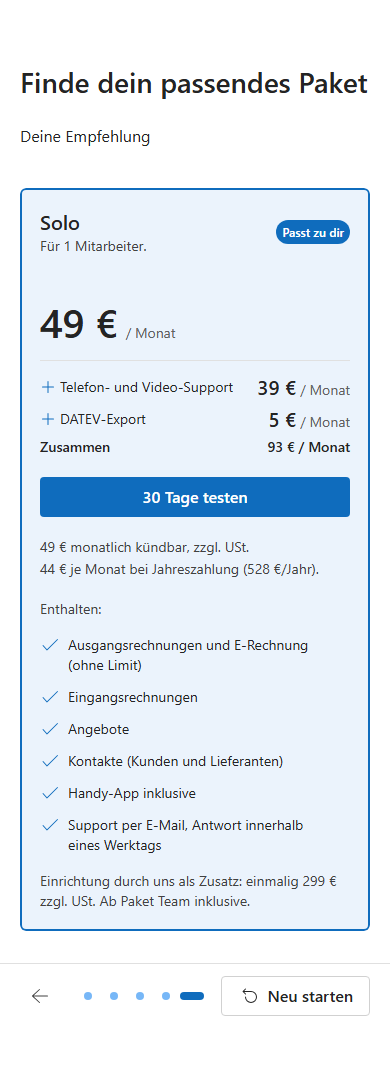 Finde dein passendes Paket
Deine Empfehlung
Solo
Passt zu dir
Für 1 Mitarbeiter.
49 € / Monat
Telefon- und Video-Support 39 € / Monat
DATEV-Export 5 € / Monat
Zusammen 93 € / Monat
30 Tage testen
49 € monatlich kündbar, zzgl. USt.
44 € je Monat bei Jahreszahlung (528 €/Jahr).
Enthalten:
Ausgangsrechnungen und E-Rechnung
(ohne Limit)
Eingangsrechnungen
Angebote
Kontakte (Kunden und Lieferanten)
Handy-App inklusive
Support per E-Mail, Antwort innerhalb
eines Werktags
Einrichtung durch uns als Zusatz: einmalig 299 €
zzgl. USt. Ab Paket Team inklusive.
Neu starten